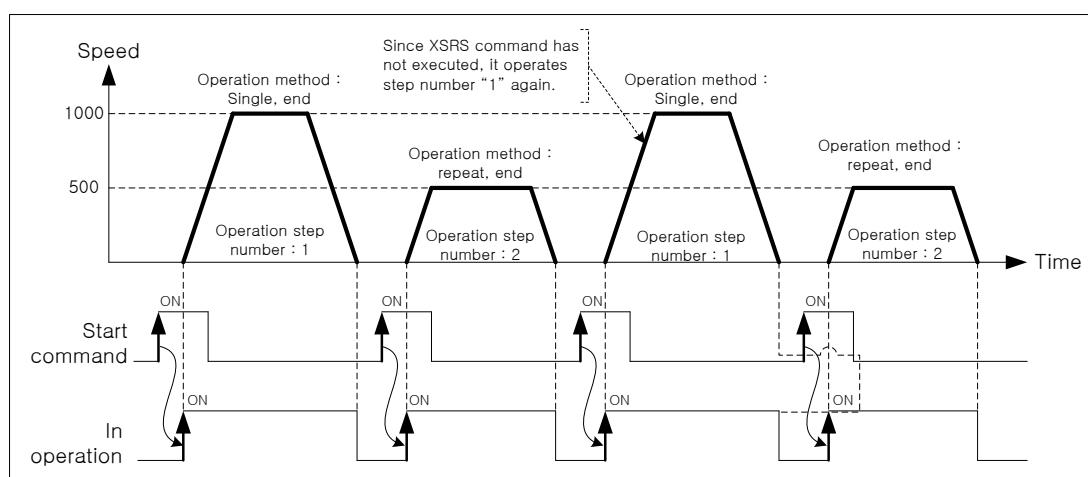 Speed
Since XSRS command has
not executed, it operates
step number “1” again.
Operation method :
Single, end
Operation method :
Single, end
1000
Operation method :
repeat, end
Operation method :
repeat, end
500
Operation step
number : 1
Operation step
number : 2
Operation step
number : 1
Operation step
number : 2
Time
ON
ON
ON
ON
Start
command
ON
ON
ON
ON
In
operation